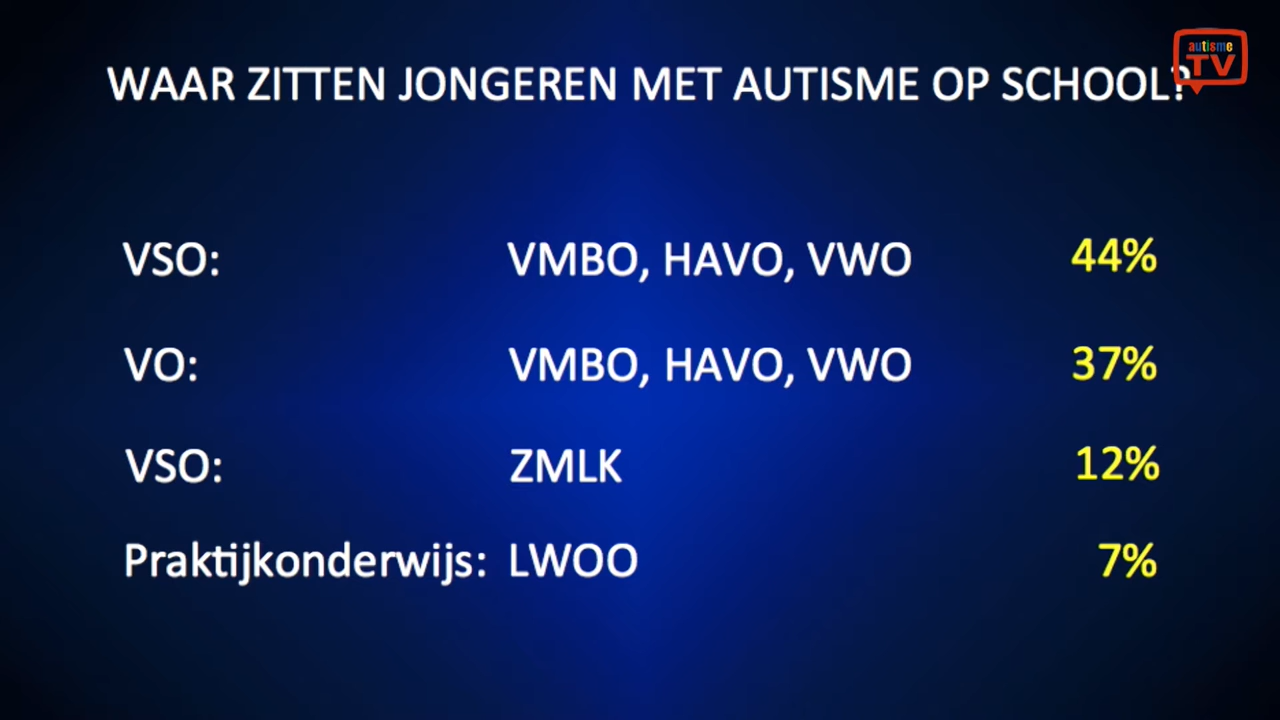 autisme
TV
WAAR ZITTEN JONGEREN MET AUTISME OP SCHOOL?
VSO: VMBO, HAVO, VWO 44%
VO: VMBO, HAVO, VWO 37%
VSO: ZMLK 12%
Praktijkonderwijs: LWOO 7%